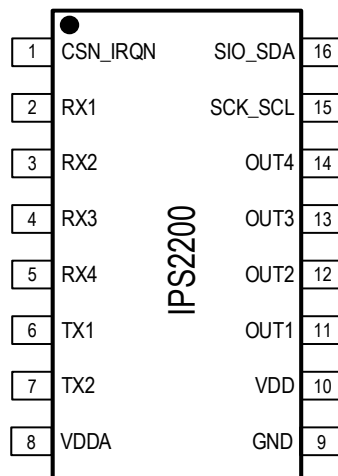 1 CSN_IRQN SIO_SDA 16
2 RX1 SCK_SCL 15
3 RX2 OUT4 14
4 RX3 OUT3 13
5 RX4 OUT2 12
6 TX1 OUT1 11
7 TX2 VDD 10
8 VDDA GND 9
IPS2200